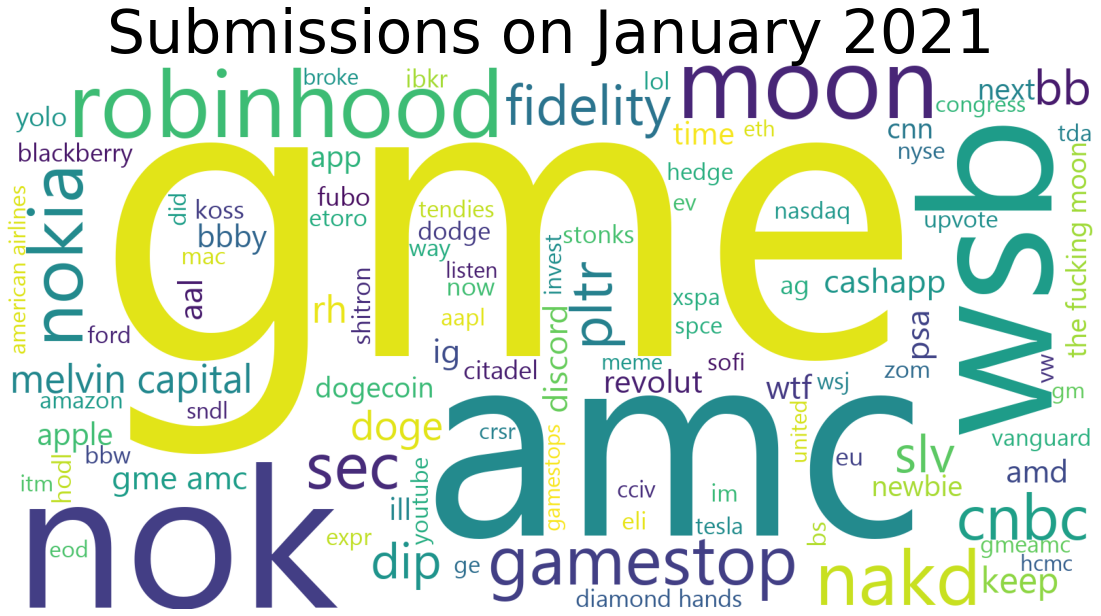 Submissions on January 2021
robinhood
broke
ibkr
fidelity
lol
moon
next
bb
congress
yolo
blackberry
app
time
eth
cnn
nyse
tda
gme
wsb
nokia
american airlines
did
koss
bbby
mac
aal
fubo
etoro
tendies
dodge
way
listen
now
aapl
invest
stonks
hedge
ev
nasdaq
upvote
the fucking moon
rh
shitron
pltr
xspa
spce
ag
cashapp
psa
ford
ig
citadel
discord
meme
revolut
sofi
wtf
wsj
zom
vw
gm
melvin capital
amazon
sndl
dogecoin
doge
amc
crsr
gamestops
united
eu
vanguard
apple
bbw
hodl
itm
gme amc
sec
slv
newbie
amd
nok
eod
ill
youtube
expr
cciv
eli
im
tesla
bs
cnbc
gmeamc
hcmc
dip
ge
gamestop
diamond hands
nakd
keep